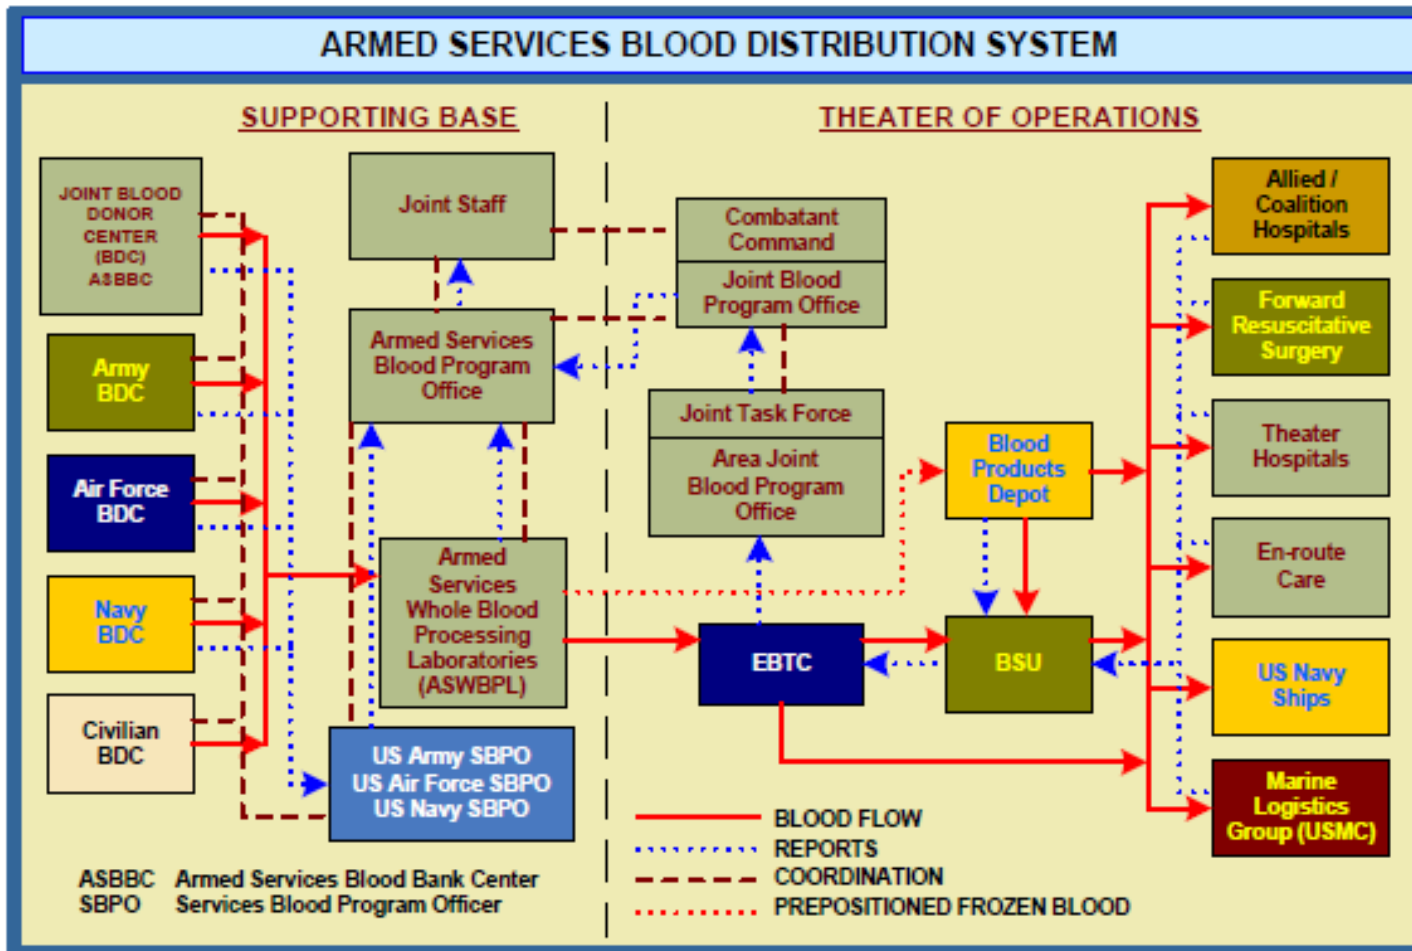 ARMED SERVICES BLOOD DISTRIBUTION SYSTEM
SUPPORTING BASE
JOINT BLOOD
DONOR
CENTER
(BDC)
ASBBC
Army
BDC
Air Force
BDC
Navy
BDC
Civilian
BDC
Joint Staff
Armed Services
Blood Program
Office
Armed
Services
Whole Blood
Processing
Laboratories
(ASWBPL)
US Army SBPO
US Air Force SBPO
US Navy SBPO
ASBBC Armed Services Blood Bank Center
SBPO Services Blood Program Officer
THEATER OF OPERATIONS
Combatant
Command
Joint Blood
Program Office
Joint Task Force
Area Joint
Blood Program
Office
EBTC
Blood
Products
Depot
BSU
Allied /
Coalition
Hospitals
Forward
Resuscitative
Surgery
Theater
Hospitals
En-route
Care
US Navy
Ships
Marine
Logistics
Group (USMC)
BLOOD FLOW
REPORTS
COORDINATION
PREPOSITIONED FROZEN BLOOD